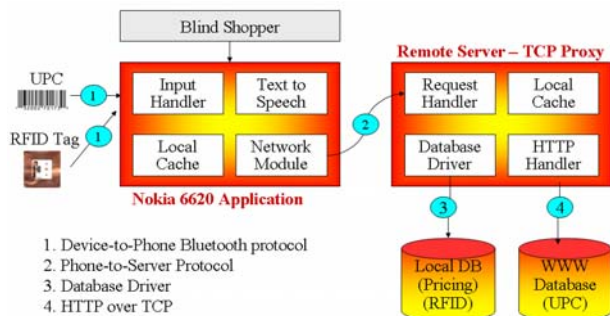 Blind Shopper
Remote Server – TCP Proxy
UPC
1
Input
Handler
Text to
Speech
Request
Handler
Local
Cache
RFID Tag
1
2
Local
Cache
Network
Module
Database
Driver
HTTP
Handler
Nokia 6620 Application
3
4
1. Device-to-Phone Bluetooth protocol
2. Phone-to-Server Protocol
3. Database Driver
4. HTTP over TCP
Local DB
(Pricing)
(RFID)
WWW
Database
(UPC)